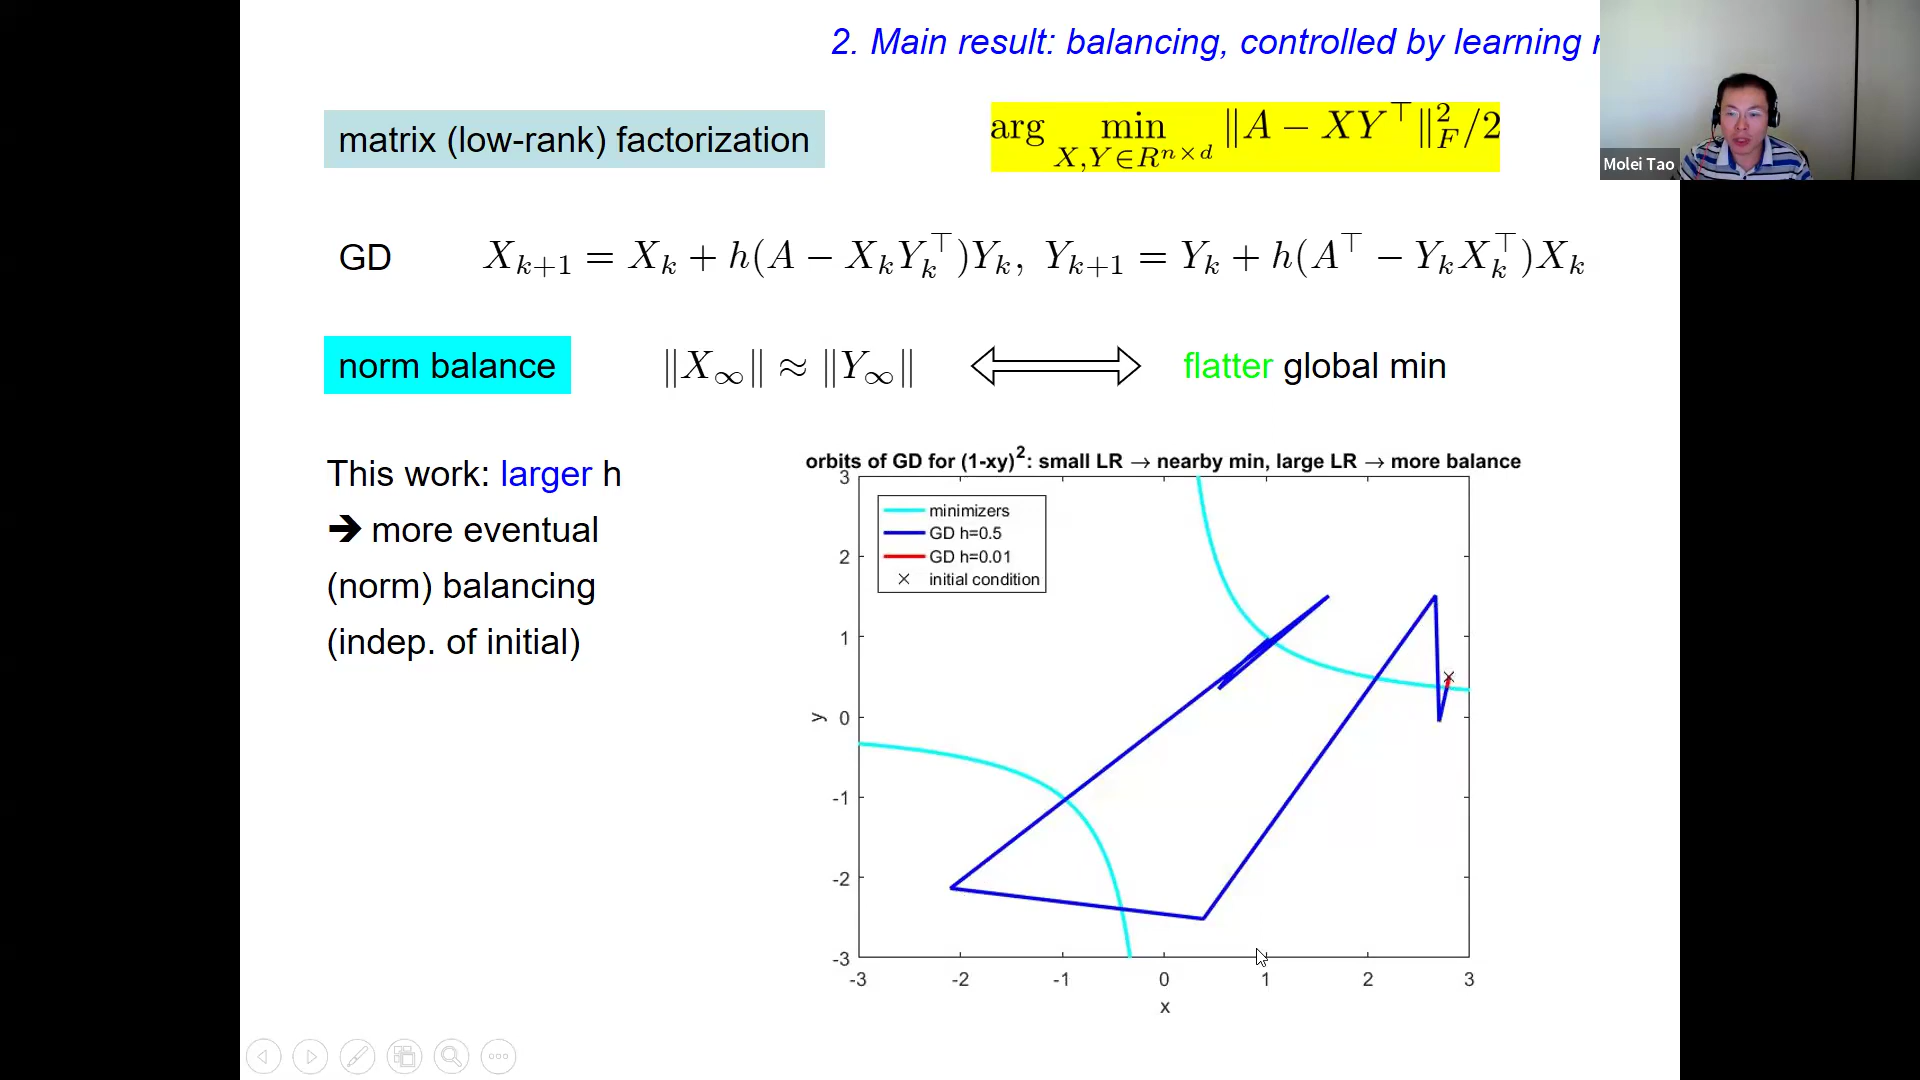 2. Main result: balancing, controlled by learning
Molei Tao
matrix (low-rank) factorization
arg min_{X,Y∈R^{n×d}} ‖A − XY^⊤‖_F^2/2
GD X_{k+1} = X_k + h(A − X_kY_k^⊤)Y_k, Y_{k+1} = Y_k + h(A^⊤ − Y_kX_k^⊤)X_k
norm balance ‖X_∞‖ ≈ ‖Y_∞‖ flatter global min
This work: larger h
➔ more eventual
(norm) balancing
(indep. of initial)
orbits of GD for (1-xy)^2: small LR → nearby min, large LR → more balance
minimizers
GD h=0.5
GD h=0.01
× initial condition
3
2
1
0
-1
-2
-3
y
-3 -2 -1 0 1 2 3
x